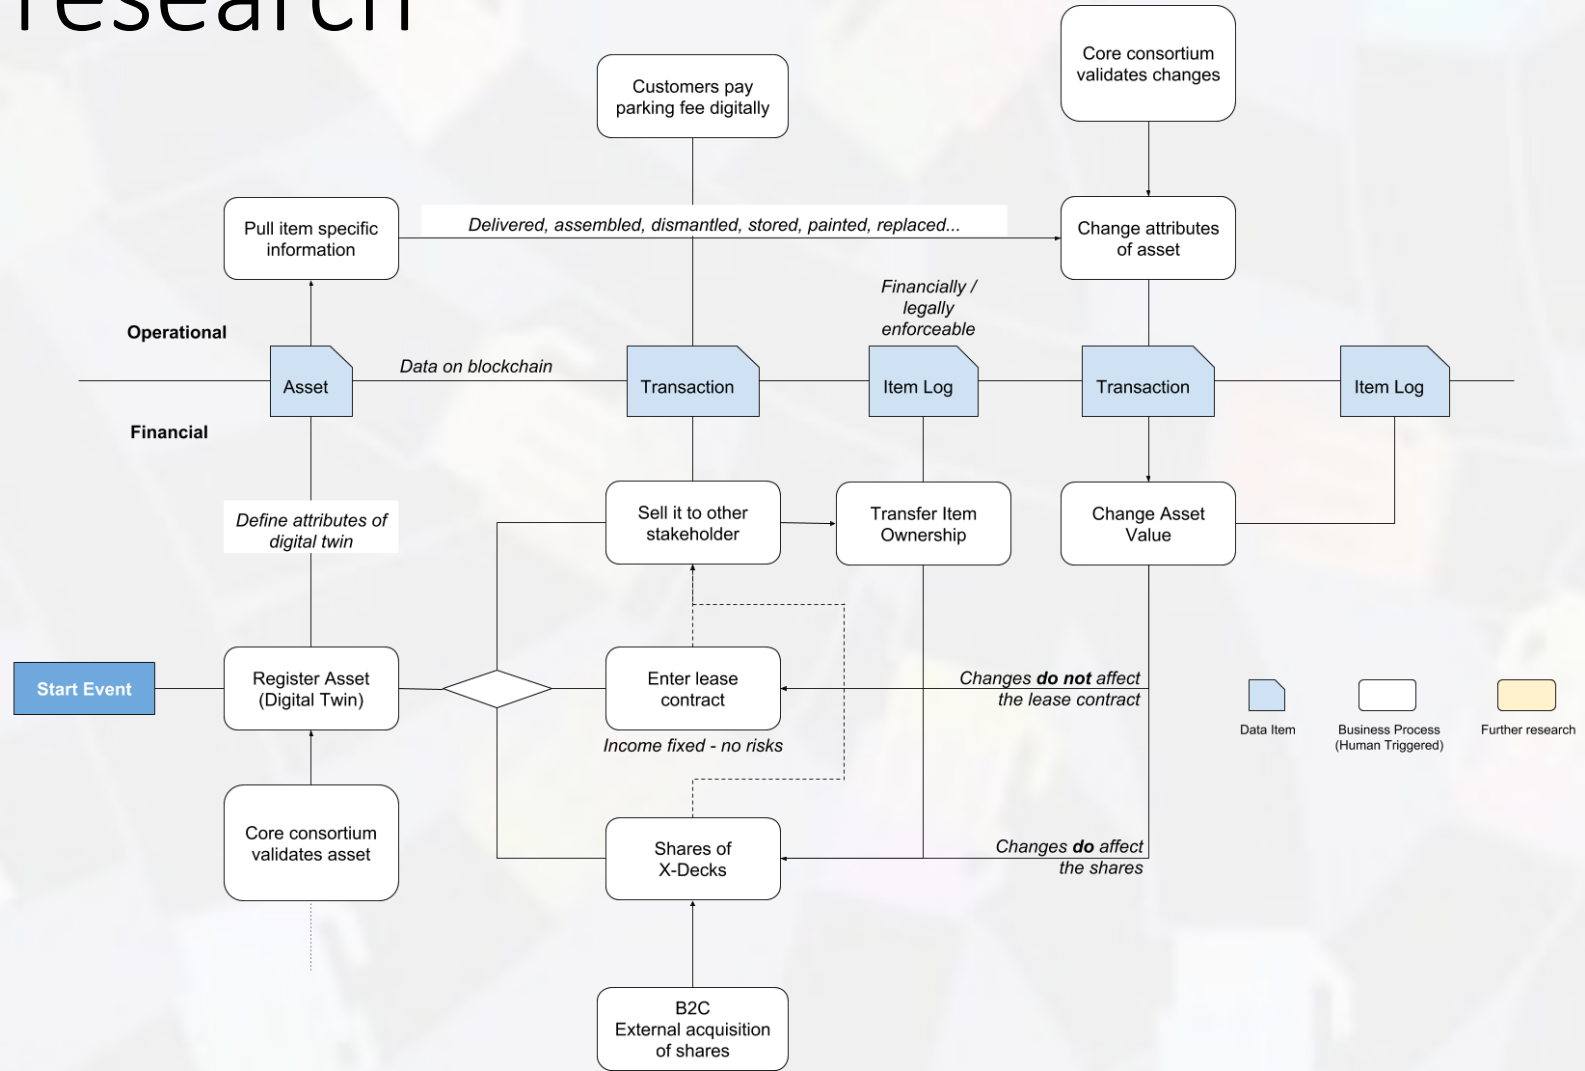 research
Core consortium
validates changes
Customers pay
parking fee digitally
Pull item specific
information
Delivered, assembled, dismantled, stored, painted, replaced...
Change attributes
of asset
Financially /
legally
enforceable
Operational
Data on blockchain
Asset
Transaction
Item Log
Transaction
Item Log
Financial
Define attributes of
digital twin
Sell it to other
stakeholder
Transfer Item
Ownership
Change Asset
Value
Start Event
Register Asset
(Digital Twin)
Enter lease
contract
Changes do not affect
the lease contract
Income fixed - no risks
Data Item
Business Process
(Human Triggered)
Further research
Core consortium
validates asset
Shares of
X-Decks
Changes do affect
the shares
B2C
External acquisition
of shares